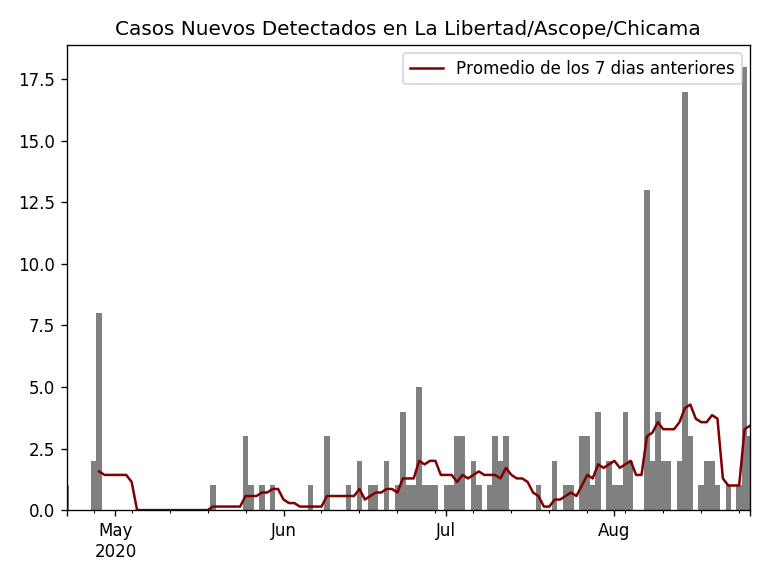 Casos Nuevos Detectados en La Libertad/Ascope/Chicama
Promedio de los 7 dias anteriores
17.5
15.0
12.5
10.0
7.5
5.0
2.5
0.0
May
2020
Jun
Jul
Aug